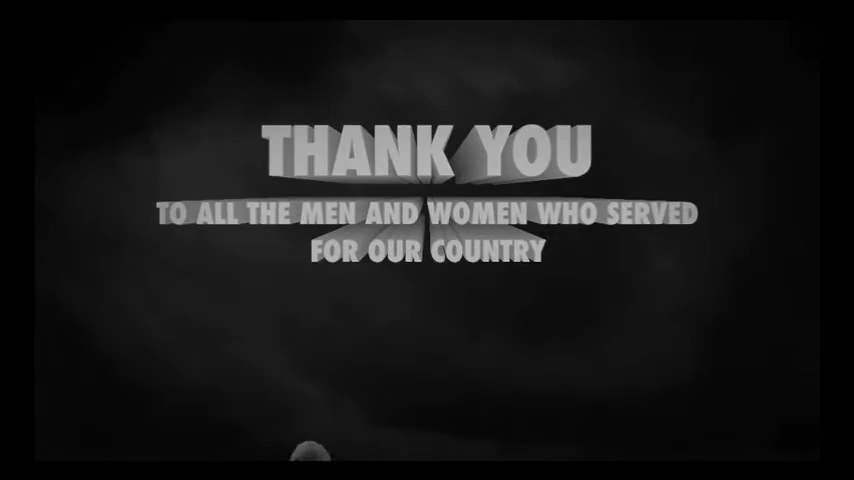 THANK YOU
TO ALL THE MEN AND WOMEN WHO SERVED
FOR OUR COUNTRY